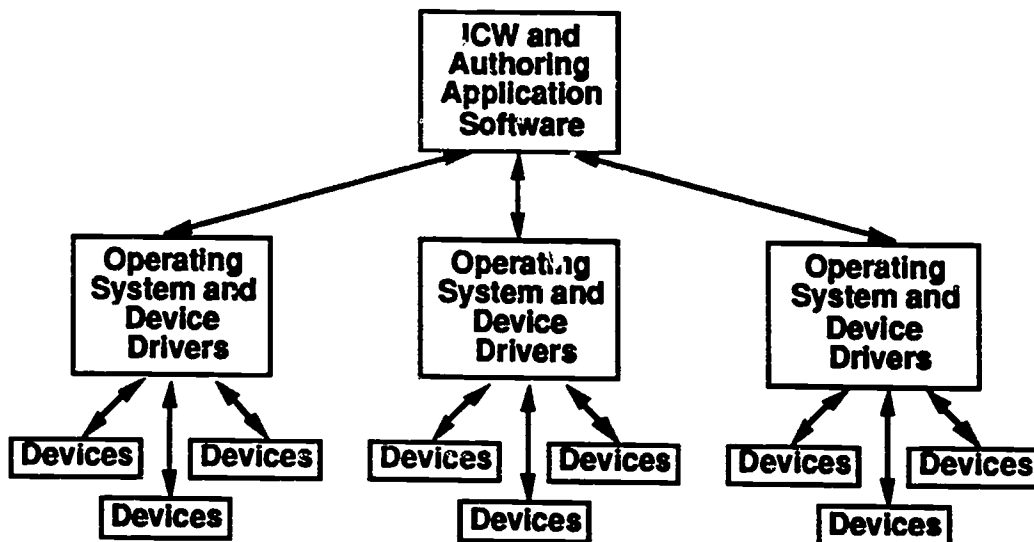 ICW and
Authoring
Application
Software
Operating
System and
Device
Drivers
Operating
System and
Device
Drivers
Operating
System and
Device
Drivers
Devices
Devices
Devices
Devices
Devices
Devices
Devices
Devices
Devices